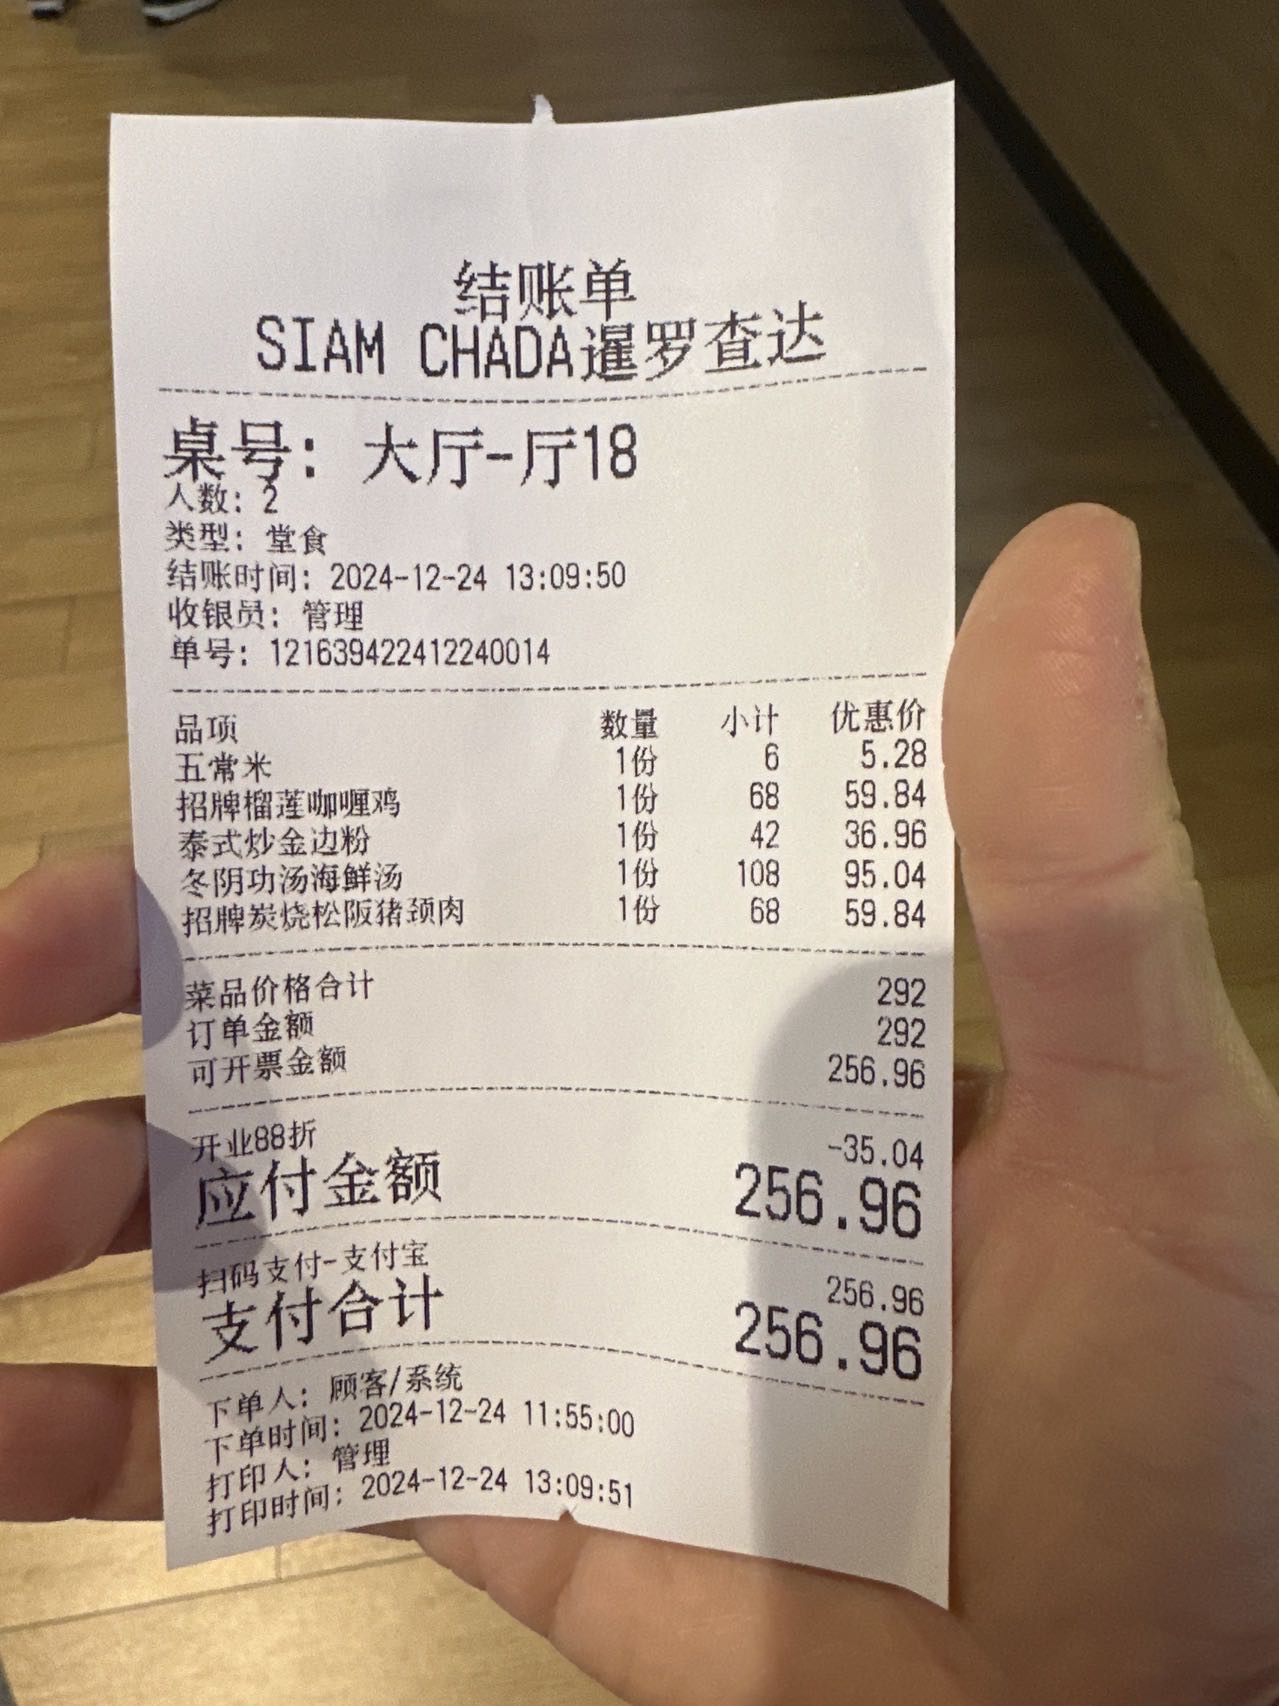 结账单
SIAM CHADA暹罗查达
桌号: 大厅-厅18
人数: 2
类型: 堂食
结账时间: 2024-12-24 13:09:50
收银员: 管理
单号: 121639422412240014
品项 数量 小计 优惠价
五常米 1份 6 5.28
招牌榴莲咖喱鸡 1份 68 59.84
泰式炒金边粉 1份 42 36.96
冬阴功汤海鲜汤 1份 108 95.04
招牌炭烧松阪猪颈肉 1份 68 59.84
菜品价格合计 292
订单金额 292
可开票金额 256.96
开业88折 -35.04
应付金额 256.96
扫码支付-支付宝 256.96
支付合计 256.96
下单人: 顾客/系统
下单时间: 2024-12-24 11:55:00
打印人: 管理
打印时间: 2024-12-24 13:09:51